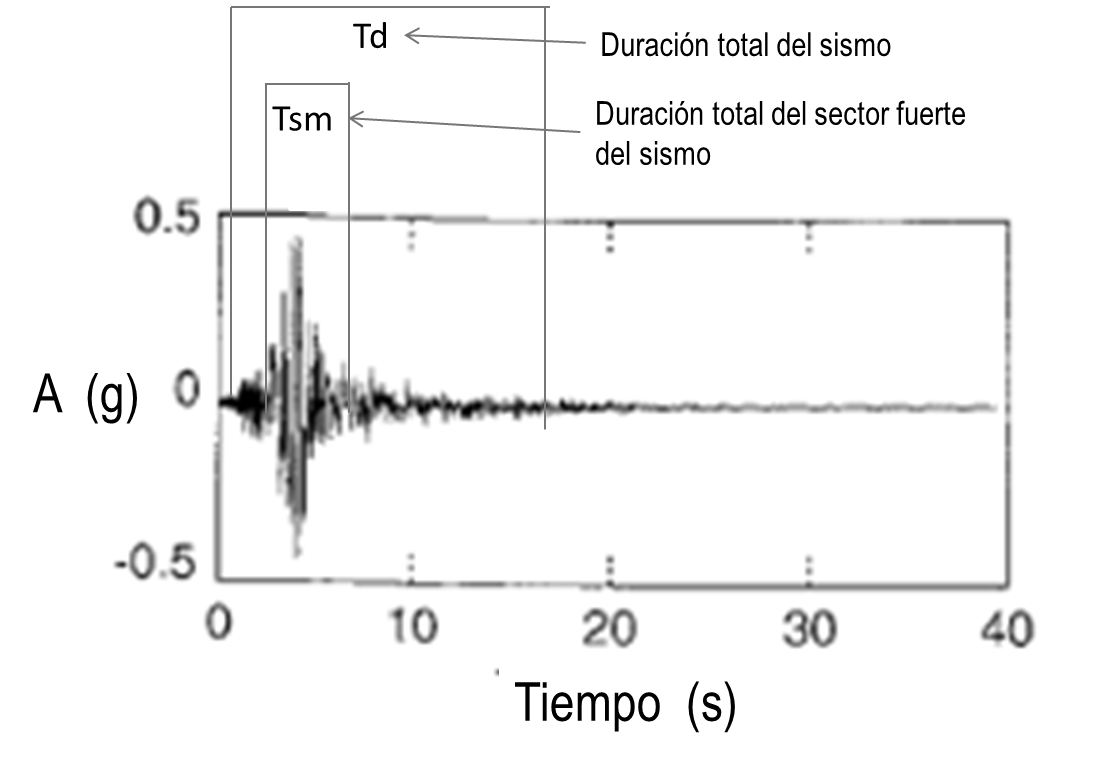 Td
Duración total del sismo
Tsm
Duración total del sector fuerte
del sismo
0.5
A (g)
0
-0.5
0 10 20 30 40
Tiempo (s)